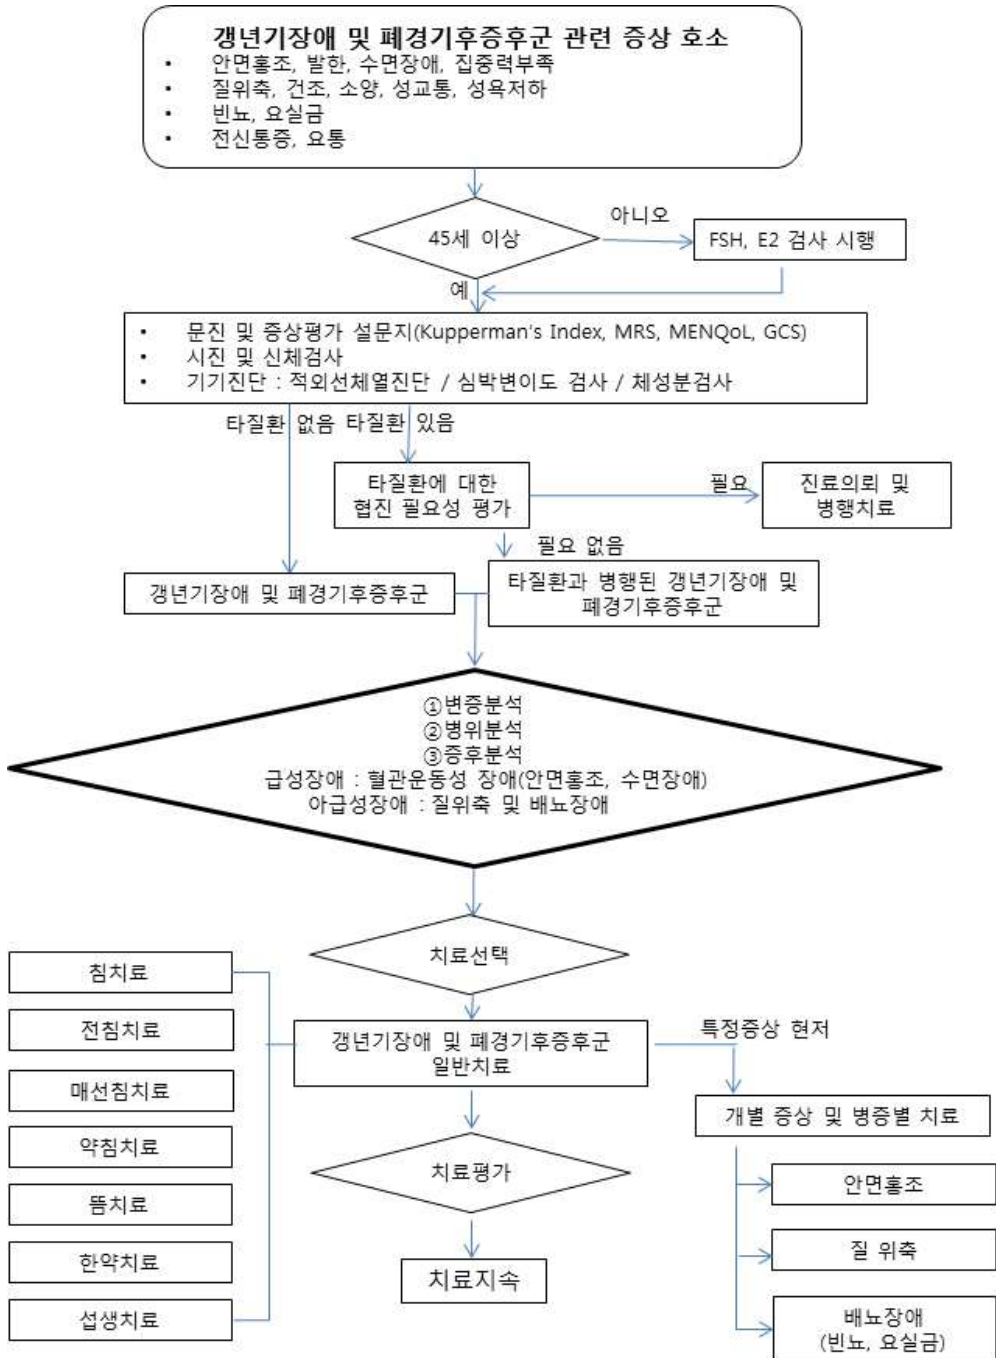 갱년기장애 및 폐경기후증후군 관련 증상 호소
• 안면홍조, 발한, 수면장애, 집중력부족
• 질위축, 건조, 소양, 성교통, 성욕저하
• 빈뇨, 요실금
• 전신통증, 요통
45세 이상
아니오
FSH, E2 검사 시행
예
• 문진 및 증상평가 설문지(Kupperman's Index, MRS, MENQoL, GCS)
• 시진 및 신체검사
• 기기진단 : 적외선체열진단 / 심박변이도 검사 / 체성분검사
타질환 없음
타질환 있음
타질환에 대한
협진 필요성 평가
필요
진료의뢰 및
병행치료
필요 없음
갱년기장애 및 폐경기후증후군
타질환과 병행된 갱년기장애 및
폐경기후증후군
①변증분석
②병위분석
③증후분석
급성장애 : 혈관운동성 장애(안면홍조, 수면장애)
아급성장애 : 질위축 및 배뇨장애
치료선택
침치료
전침치료
매선침치료
약침치료
뜸치료
한약치료
섭생치료
갱년기장애 및 폐경기후증후군
일반치료
특정증상 현저
개별 증상 및 병증별 치료
치료평가
안면홍조
질 위축
치료지속
배뇨장애
(빈뇨, 요실금)